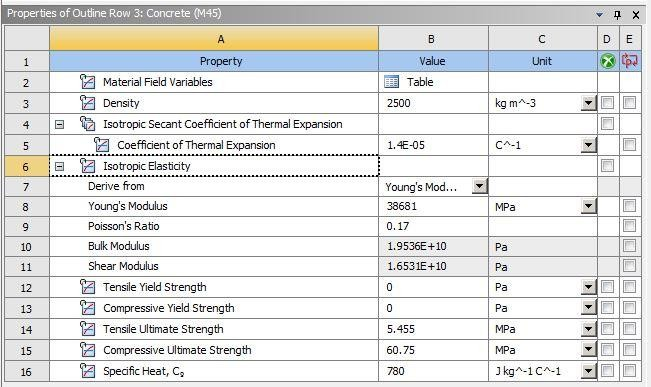 Properties of Outline Row 3: Concrete (M45)
A B C D E
1 Property Value Unit
2 Material Field Variables Table
3 Density 2500 kg m^-3
4 Isotropic Secant Coefficient of Thermal Expansion
5 Coefficient of Thermal Expansion 1.4E-05 C^-1
6 Isotropic Elasticity
7 Derive from Young's Mod...
8 Young's Modulus 38681 MPa
9 Poisson's Ratio 0.17
10 Bulk Modulus 1.9536E+10 Pa
11 Shear Modulus 1.6531E+10 Pa
12 Tensile Yield Strength 0 Pa
13 Compressive Yield Strength 0 Pa
14 Tensile Ultimate Strength 5.455 MPa
15 Compressive Ultimate Strength 60.75 MPa
16 Specific Heat, Cₚ 780 J kg^-1 C^-1